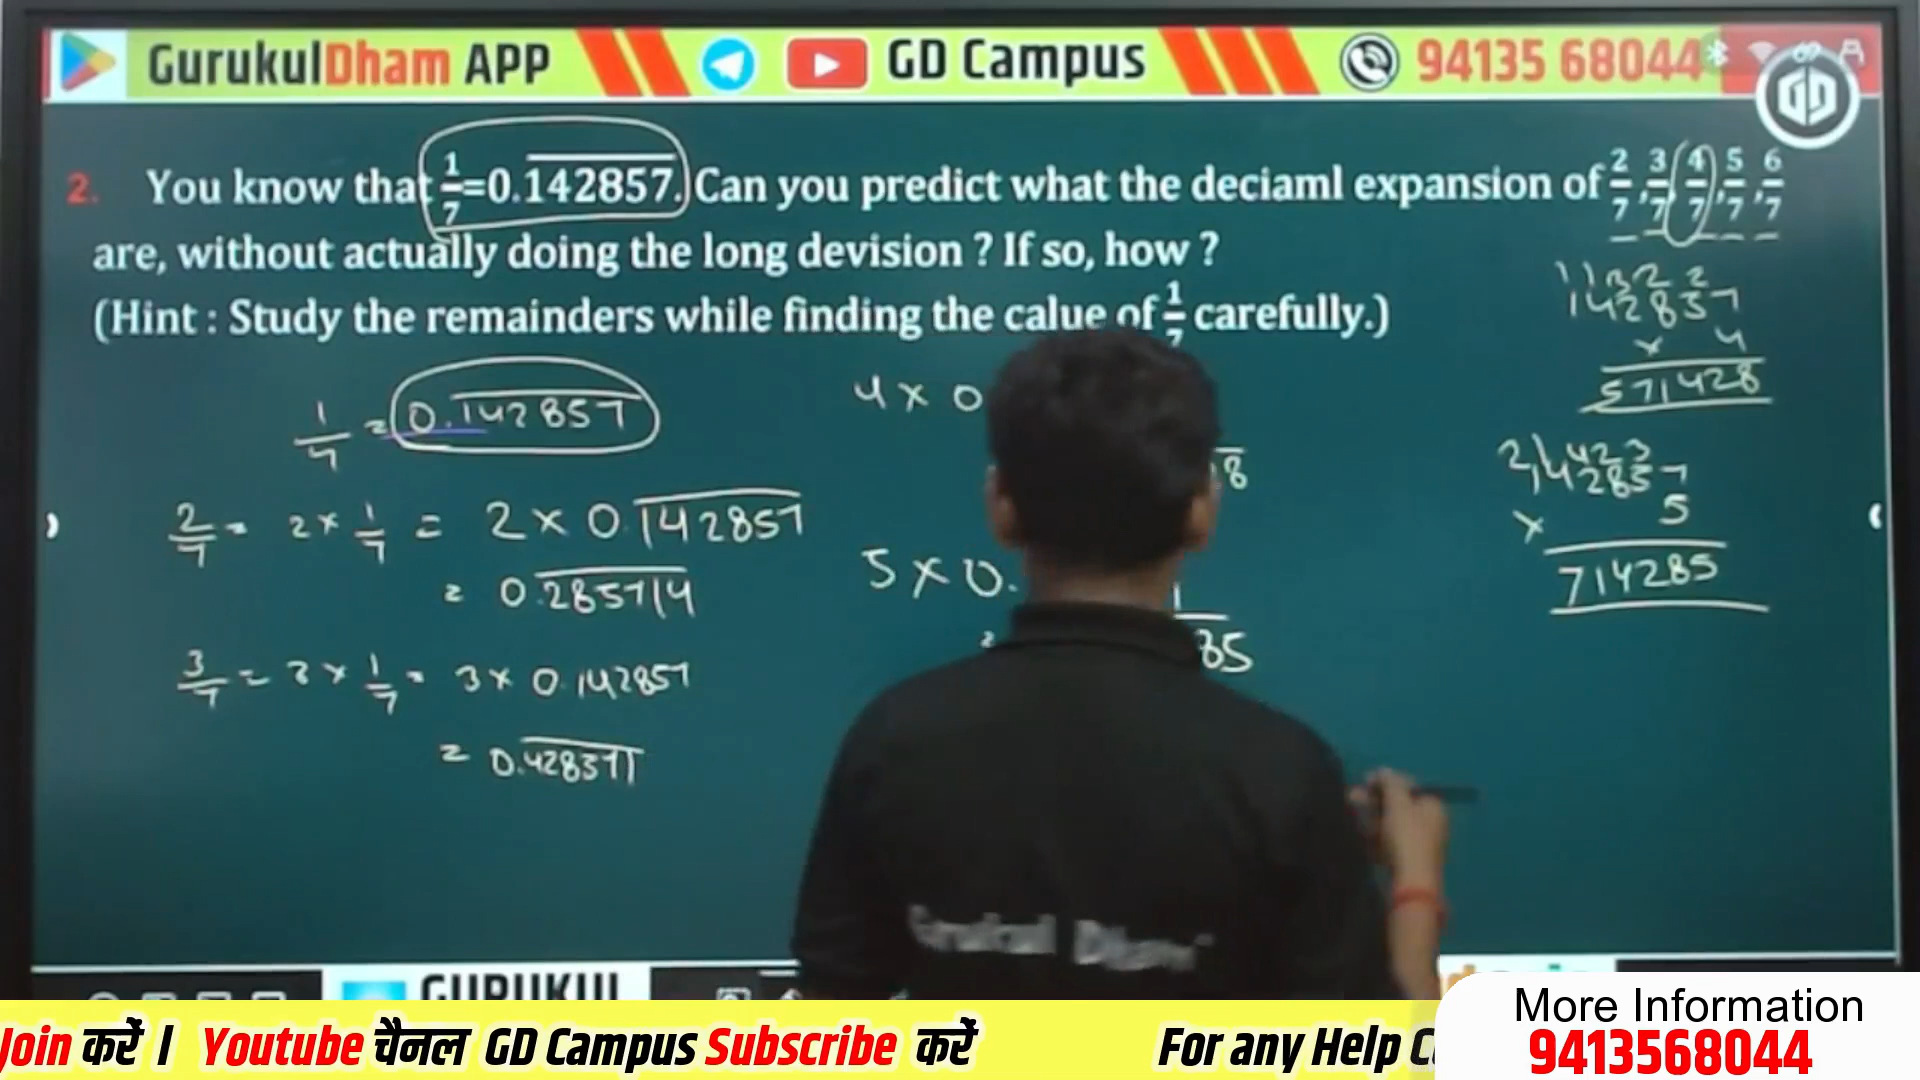 GurukulDham APP GD Campus 94135 68044
GD
2. You know that 1/7=0.142857. Can you predict what the deciaml expansion of 2/7, 3/7, 4/7, 5/7, 6/7
are, without actually doing the long devision ? If so, how ?
(Hint : Study the remainders while finding the calue of 1/7 carefully.)
1/7 = 0.142857
2/7 = 2 × 1/7 = 2 × 0.142857
= 0.285714
3/7 = 3 × 1/7 = 3 × 0.142857
= 0.428571
4 × 0
8
5 × 0.
=
85
142857
× 4
571428
142857
× 5
714285
GURUKUL
Join करें । Youtube चैनल GD Campus Subscribe करें For any Help
More Information
9413568044